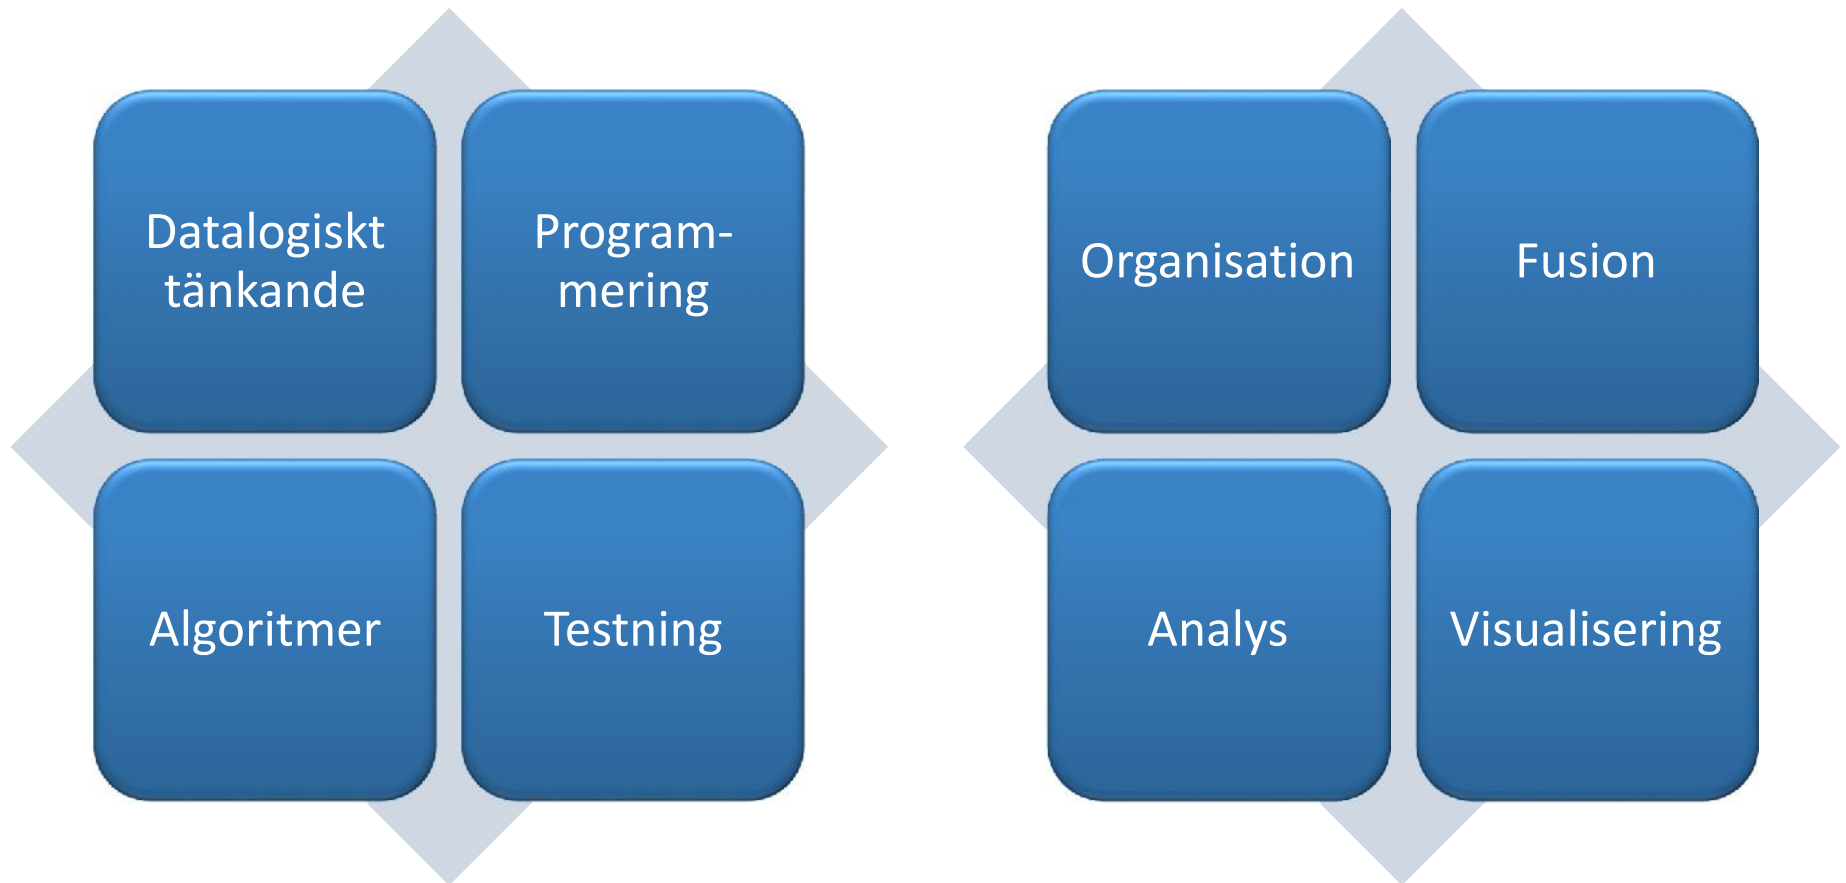 Datalogiskt
tänkande
Program-
mering
Algoritmer
Testning
Organisation
Fusion
Analys
Visualisering